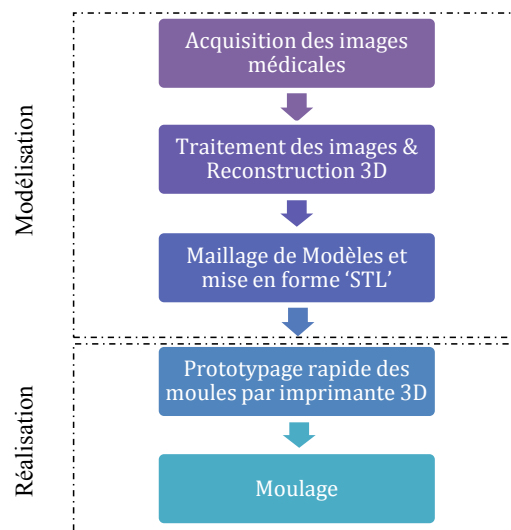 Modélisation
Acquisition des images
médicales
Traitement des images &
Reconstruction 3D
Maillage de Modèles et
mise en forme ‘STL’
Réalisation
Prototypage rapide des
moules par imprimante 3D
Moulage